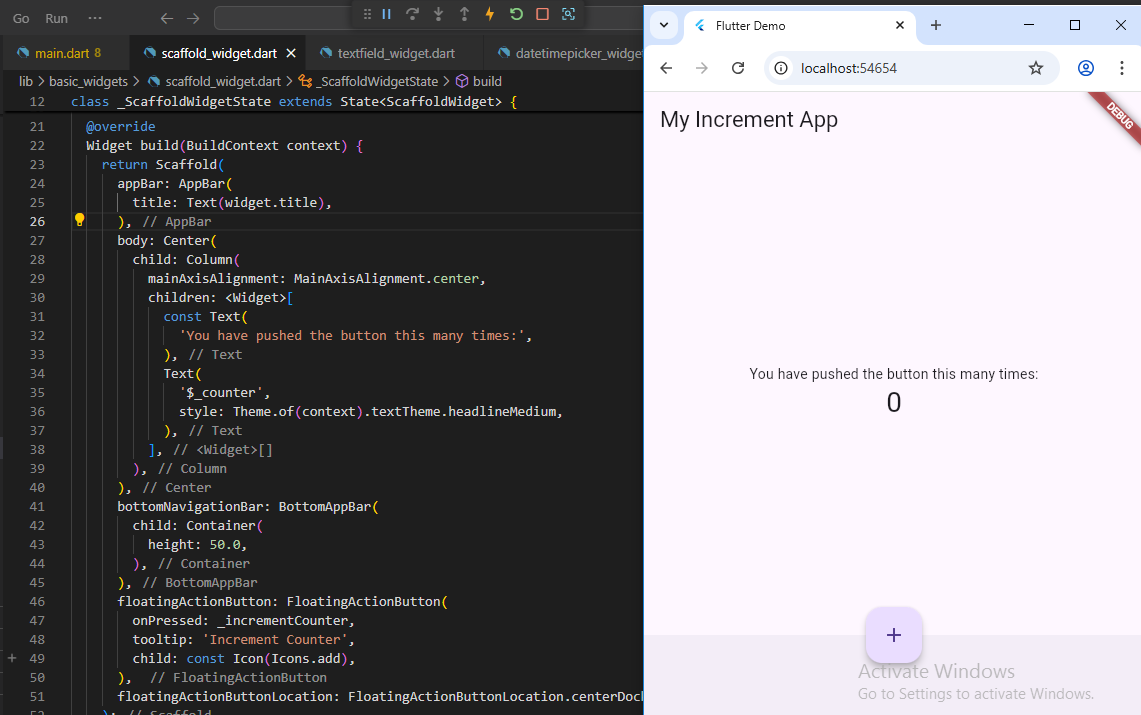 Go Run ···
main.dart 8 scaffold_widget.dart textfield_widget.dart datetimepicker_widget
lib > basic_widgets > scaffold_widget.dart > _ScaffoldWidgetState > build
12 class _ScaffoldWidgetState extends State<ScaffoldWidget> {
21 @override
22 Widget build(BuildContext context) {
23 return Scaffold(
24 appBar: AppBar(
25 title: Text(widget.title),
26 ), // AppBar
27 body: Center(
28 child: Column(
29 mainAxisAlignment: MainAxisAlignment.center,
30 children: <Widget>[
31 const Text(
32 'You have pushed the button this many times:',
33 ), // Text
34 Text(
35 '$_counter',
36 style: Theme.of(context).textTheme.headlineMedium,
37 ), // Text
38 ], // <Widget>[]
39 ), // Column
40 ), // Center
41 bottomNavigationBar: BottomAppBar(
42 child: Container(
43 height: 50.0,
44 ), // Container
45 ), // BottomAppBar
46 floatingActionButton: FloatingActionButton(
47 onPressed: _incrementCounter,
48 tooltip: 'Increment Counter',
49 child: const Icon(Icons.add),
50 ), // FloatingActionButton
51 floatingActionButtonLocation: FloatingActionButtonLocation.centerDoc
52 ); // Scaffold
Flutter Demo
localhost:54654
My Increment App
DEBUG
You have pushed the button this many times:
0
+
Activate Windows
Go to Settings to activate Windows.